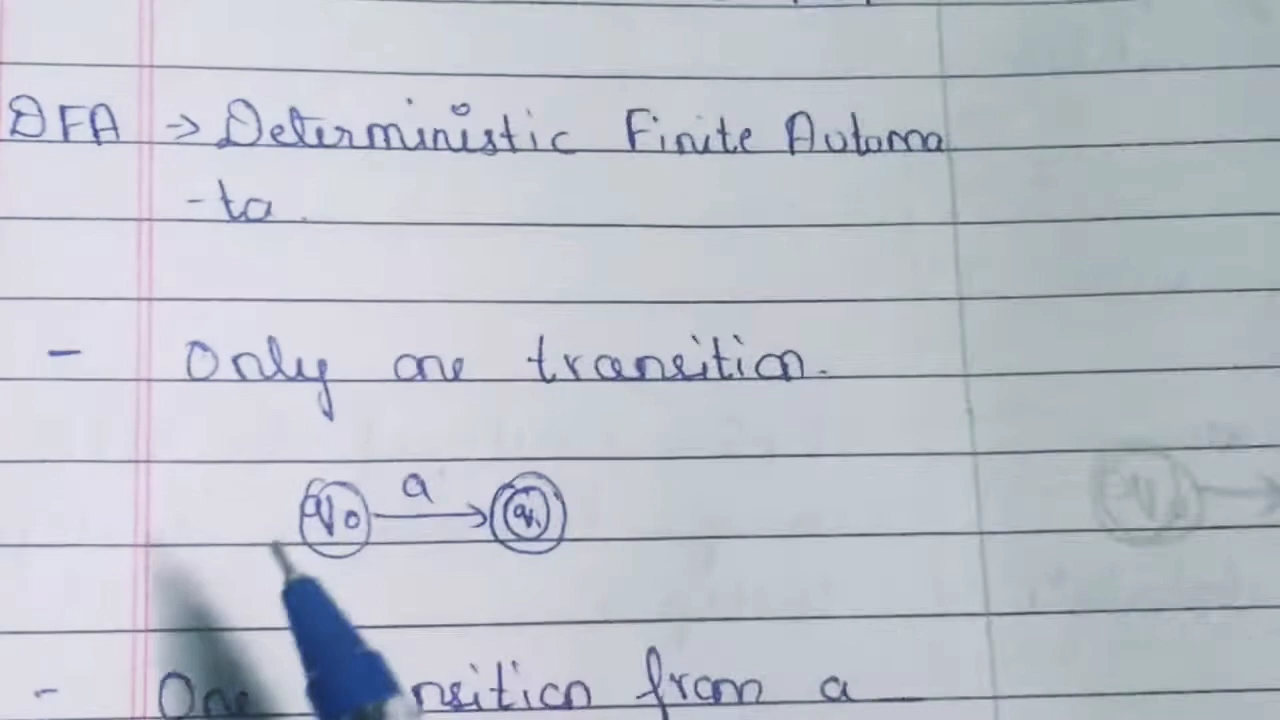 DFA → Deterministic Finite Automa
-ta.
- Only one transition.
q0 a q1
- One nsition from a